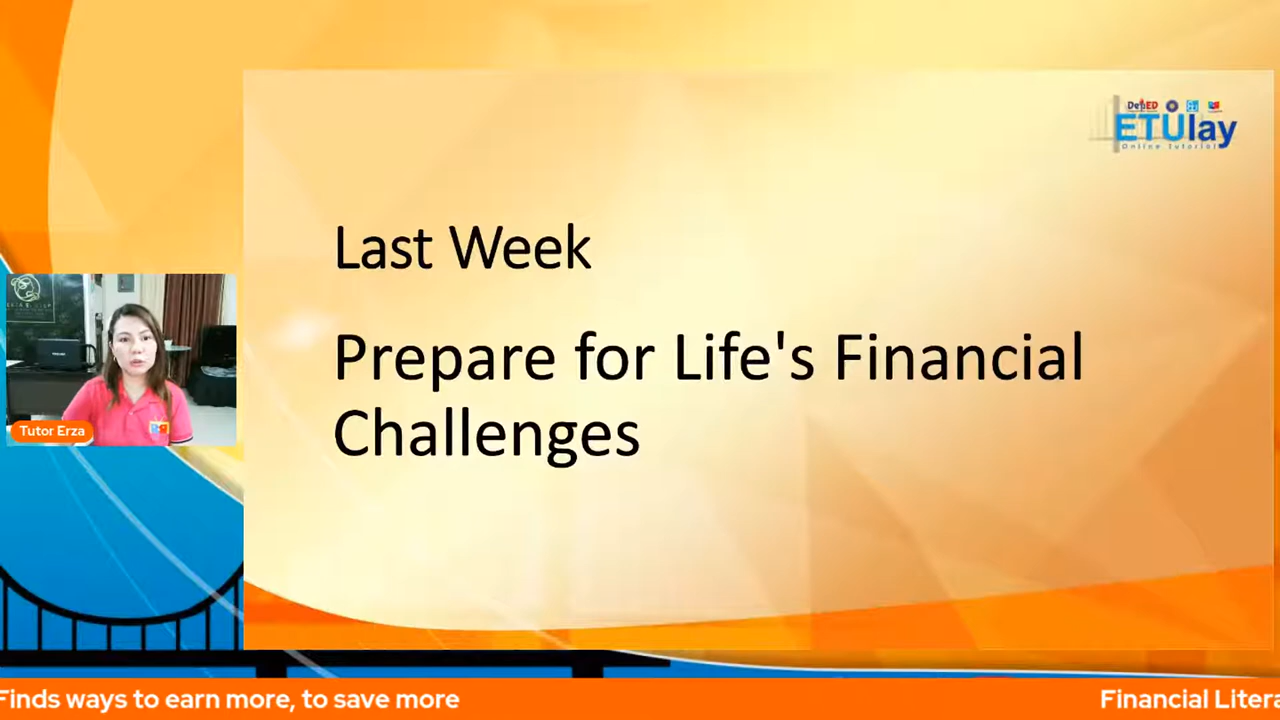 DepED
ETUlay
Online Tutorial
Last Week
Prepare for Life's Financial
Challenges
Tutor Erza
Finds ways to earn more, to save more
Financial Litera